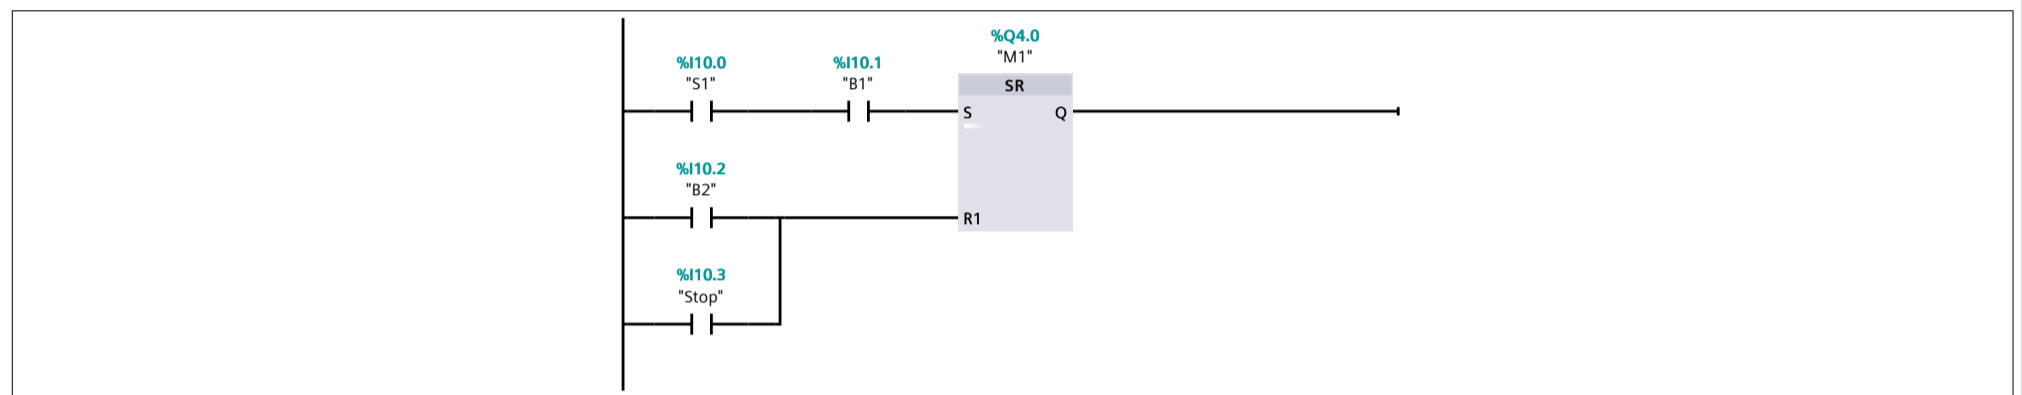 %Q4.0
"M1"
%I10.0
"S1"
%I10.1
"B1"
SR
S
Q
%I10.2
"B2"
R1
%I10.3
"Stop"